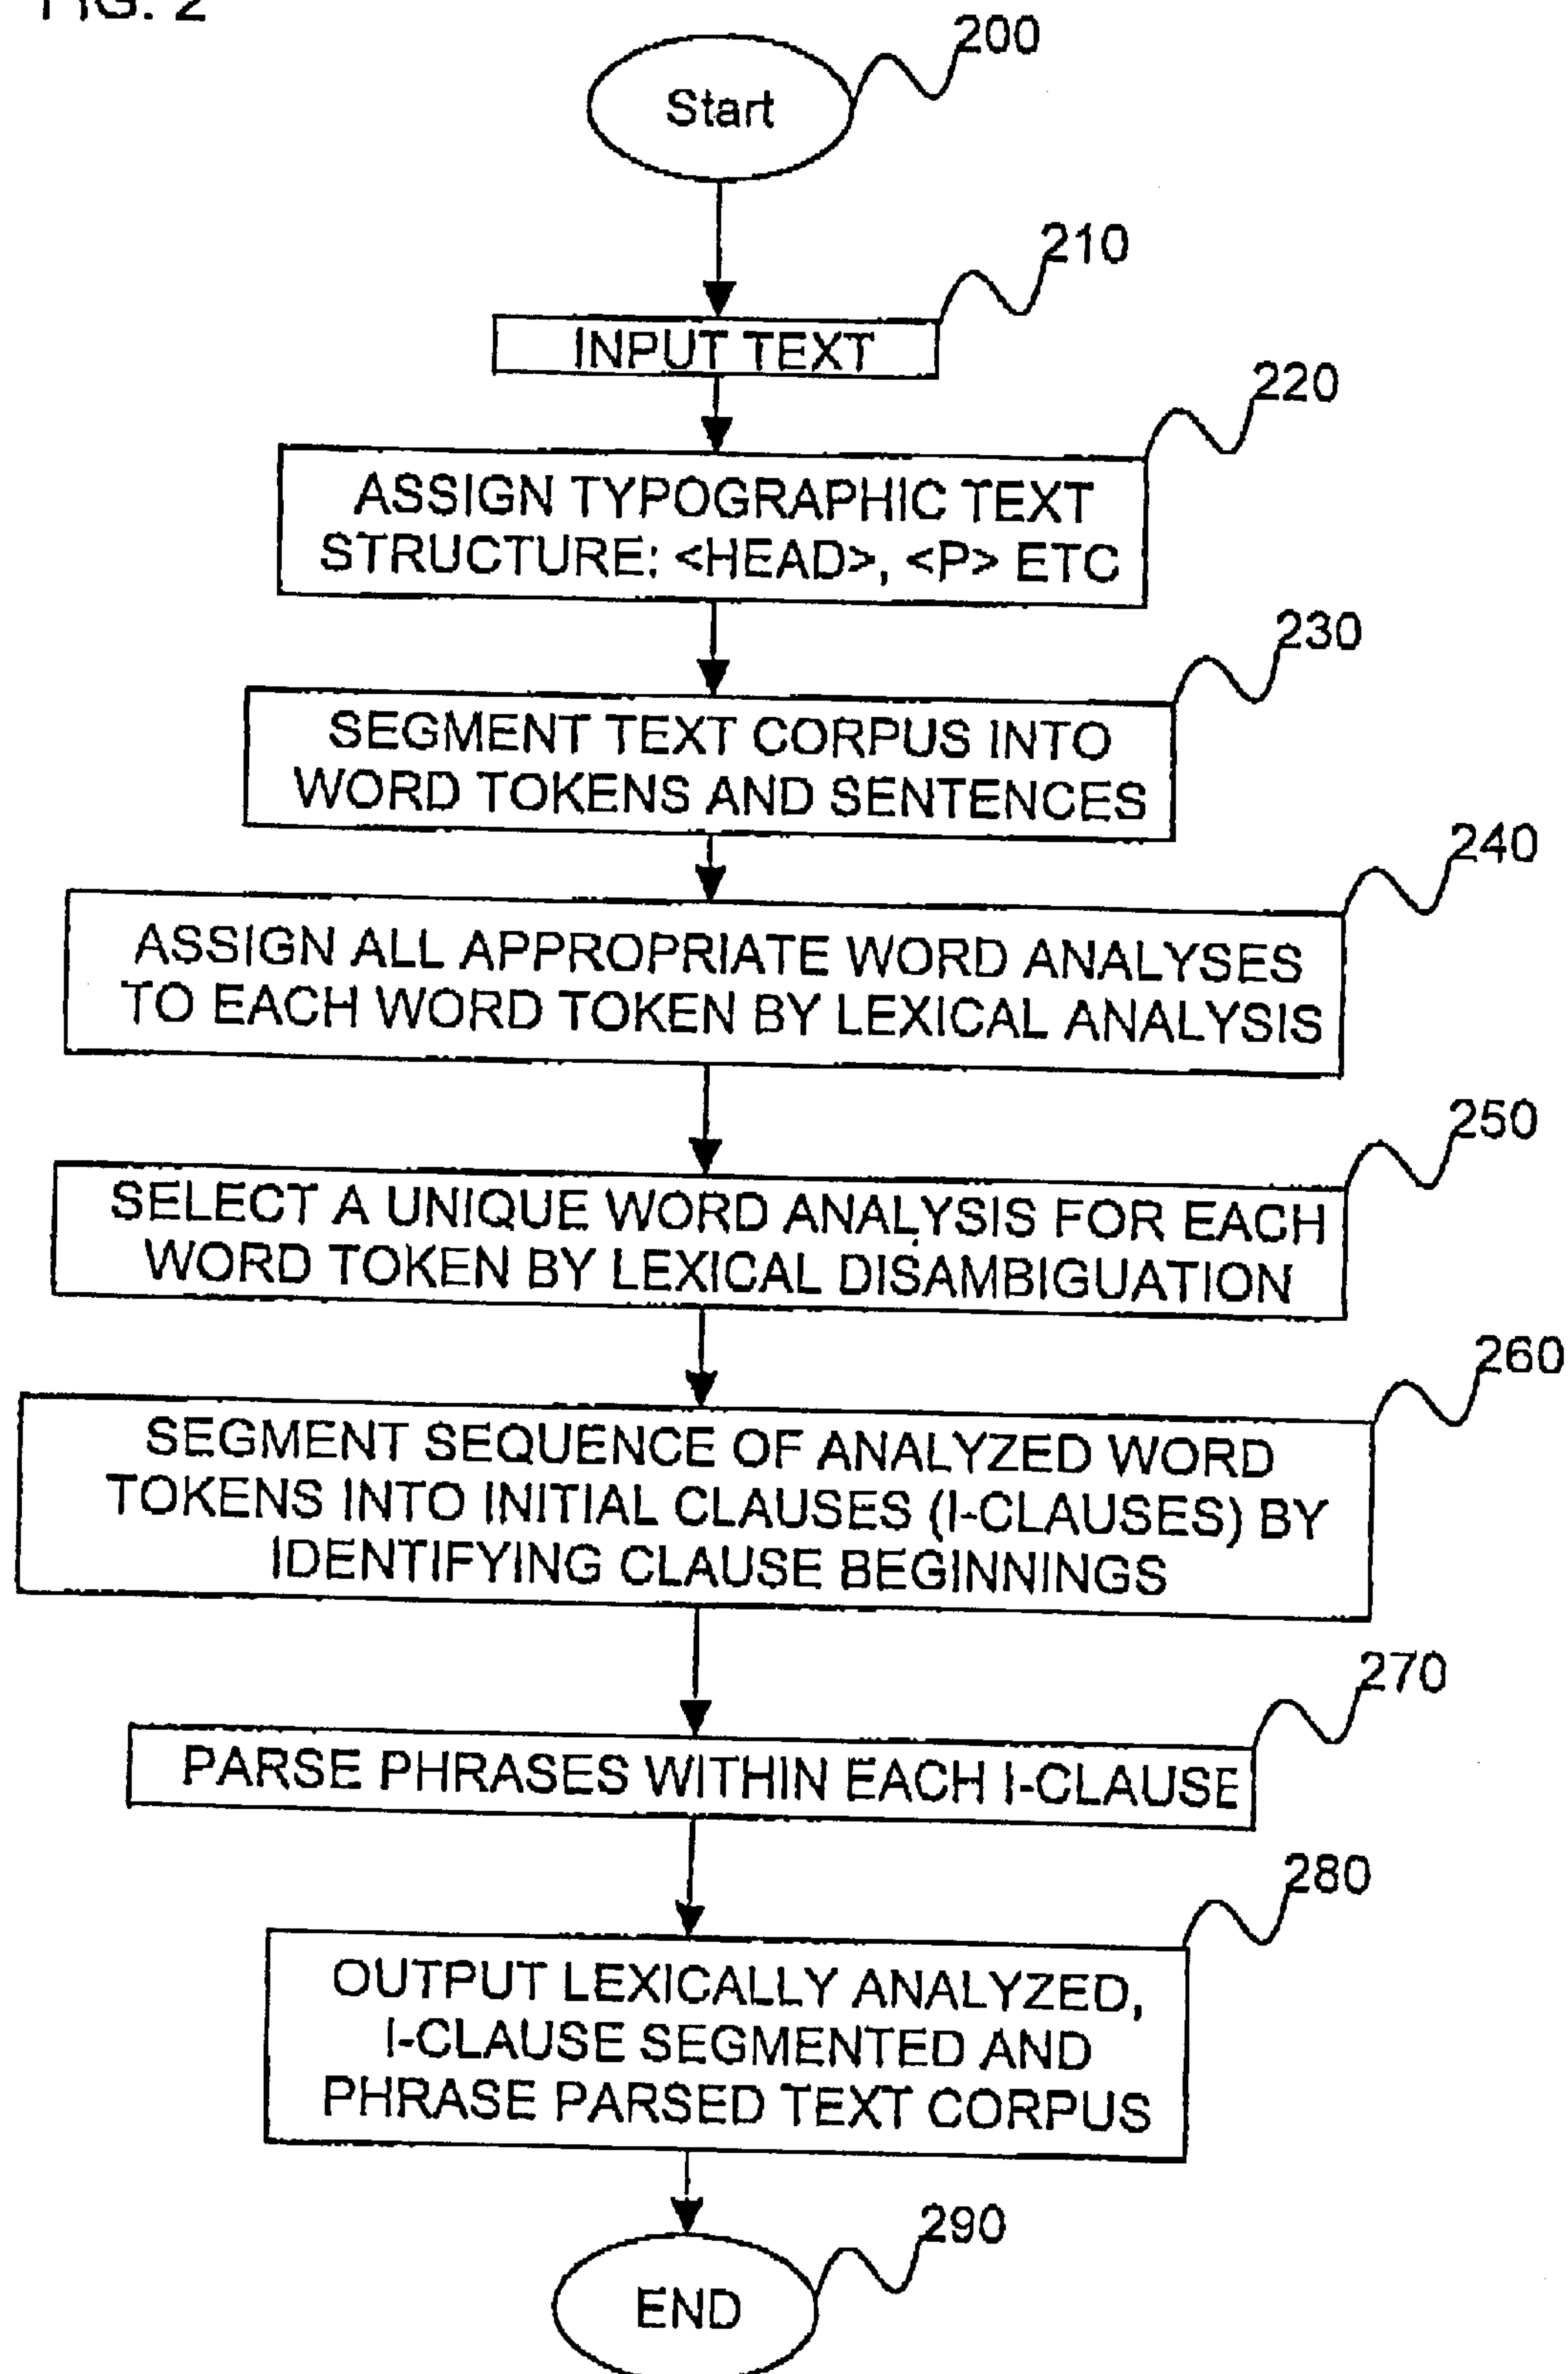 FIG. 2
200
Start
210
INPUT TEXT
220
ASSIGN TYPOGRAPHIC TEXT
STRUCTURE: <HEAD>, <P> ETC
230
SEGMENT TEXT CORPUS INTO
WORD TOKENS AND SENTENCES
240
ASSIGN ALL APPROPRIATE WORD ANALYSES
TO EACH WORD TOKEN BY LEXICAL ANALYSIS
250
SELECT A UNIQUE WORD ANALYSIS FOR EACH
WORD TOKEN BY LEXICAL DISAMBIGUATION
260
SEGMENT SEQUENCE OF ANALYZED WORD
TOKENS INTO INITIAL CLAUSES (I-CLAUSES) BY
IDENTIFYING CLAUSE BEGINNINGS
270
PARSE PHRASES WITHIN EACH I-CLAUSE
280
OUTPUT LEXICALLY ANALYZED,
I-CLAUSE SEGMENTED AND
PHRASE PARSED TEXT CORPUS
290
END